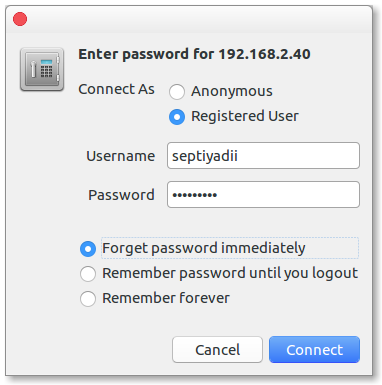 Enter password for 192.168.2.40
Connect As
Anonymous
Registered User
Username septiyadii
Password •••••••••
Forget password immediately
Remember password until you logout
Remember forever
Cancel Connect